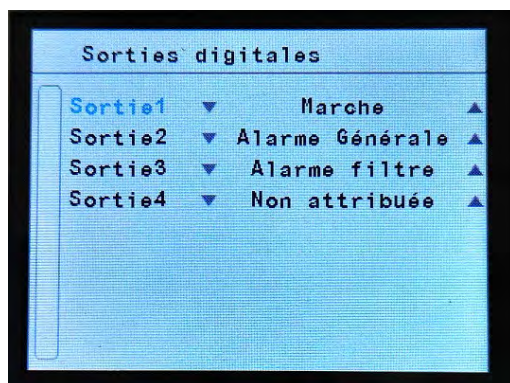 Sorties digitales
Sortie1 ▼ Marche ▲
Sortie2 ▼ Alarme Générale ▲
Sortie3 ▼ Alarme filtre ▲
Sortie4 ▼ Non attribuée ▲